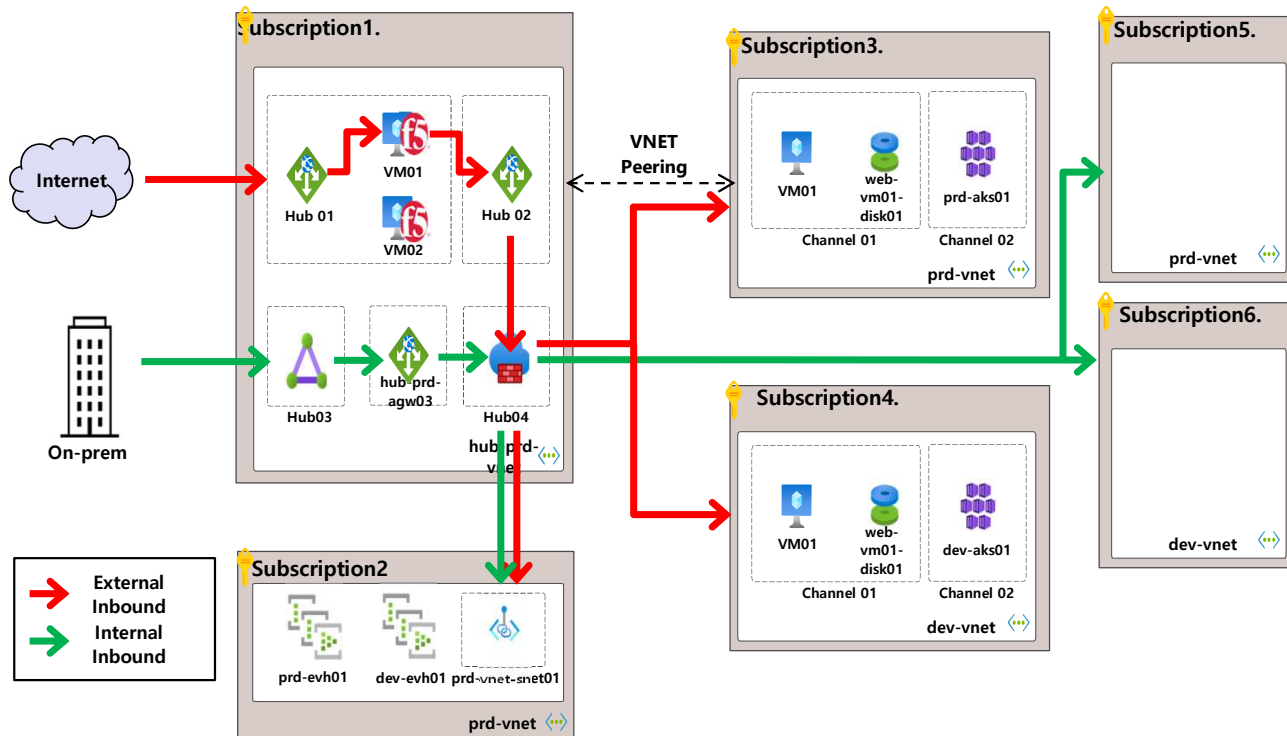 Subscription1.
Hub 01
f5
VM01
f5
VM02
Hub 02
Hub03
hub-prd-
agw03
Hub04
hub-prd-
vnet
Internet
On-prem
VNET
Peering
Subscription3.
VM01
web-
vm01-
disk01
prd-aks01
Channel 01
Channel 02
prd-vnet
Subscription5.
prd-vnet
Subscription6.
dev-vnet
Subscription4.
VM01
web-
vm01-
disk01
dev-aks01
Channel 01
Channel 02
dev-vnet
Subscription2
prd-evh01
dev-evh01
prd-vnet-snet01
prd-vnet
External
Inbound
Internal
Inbound